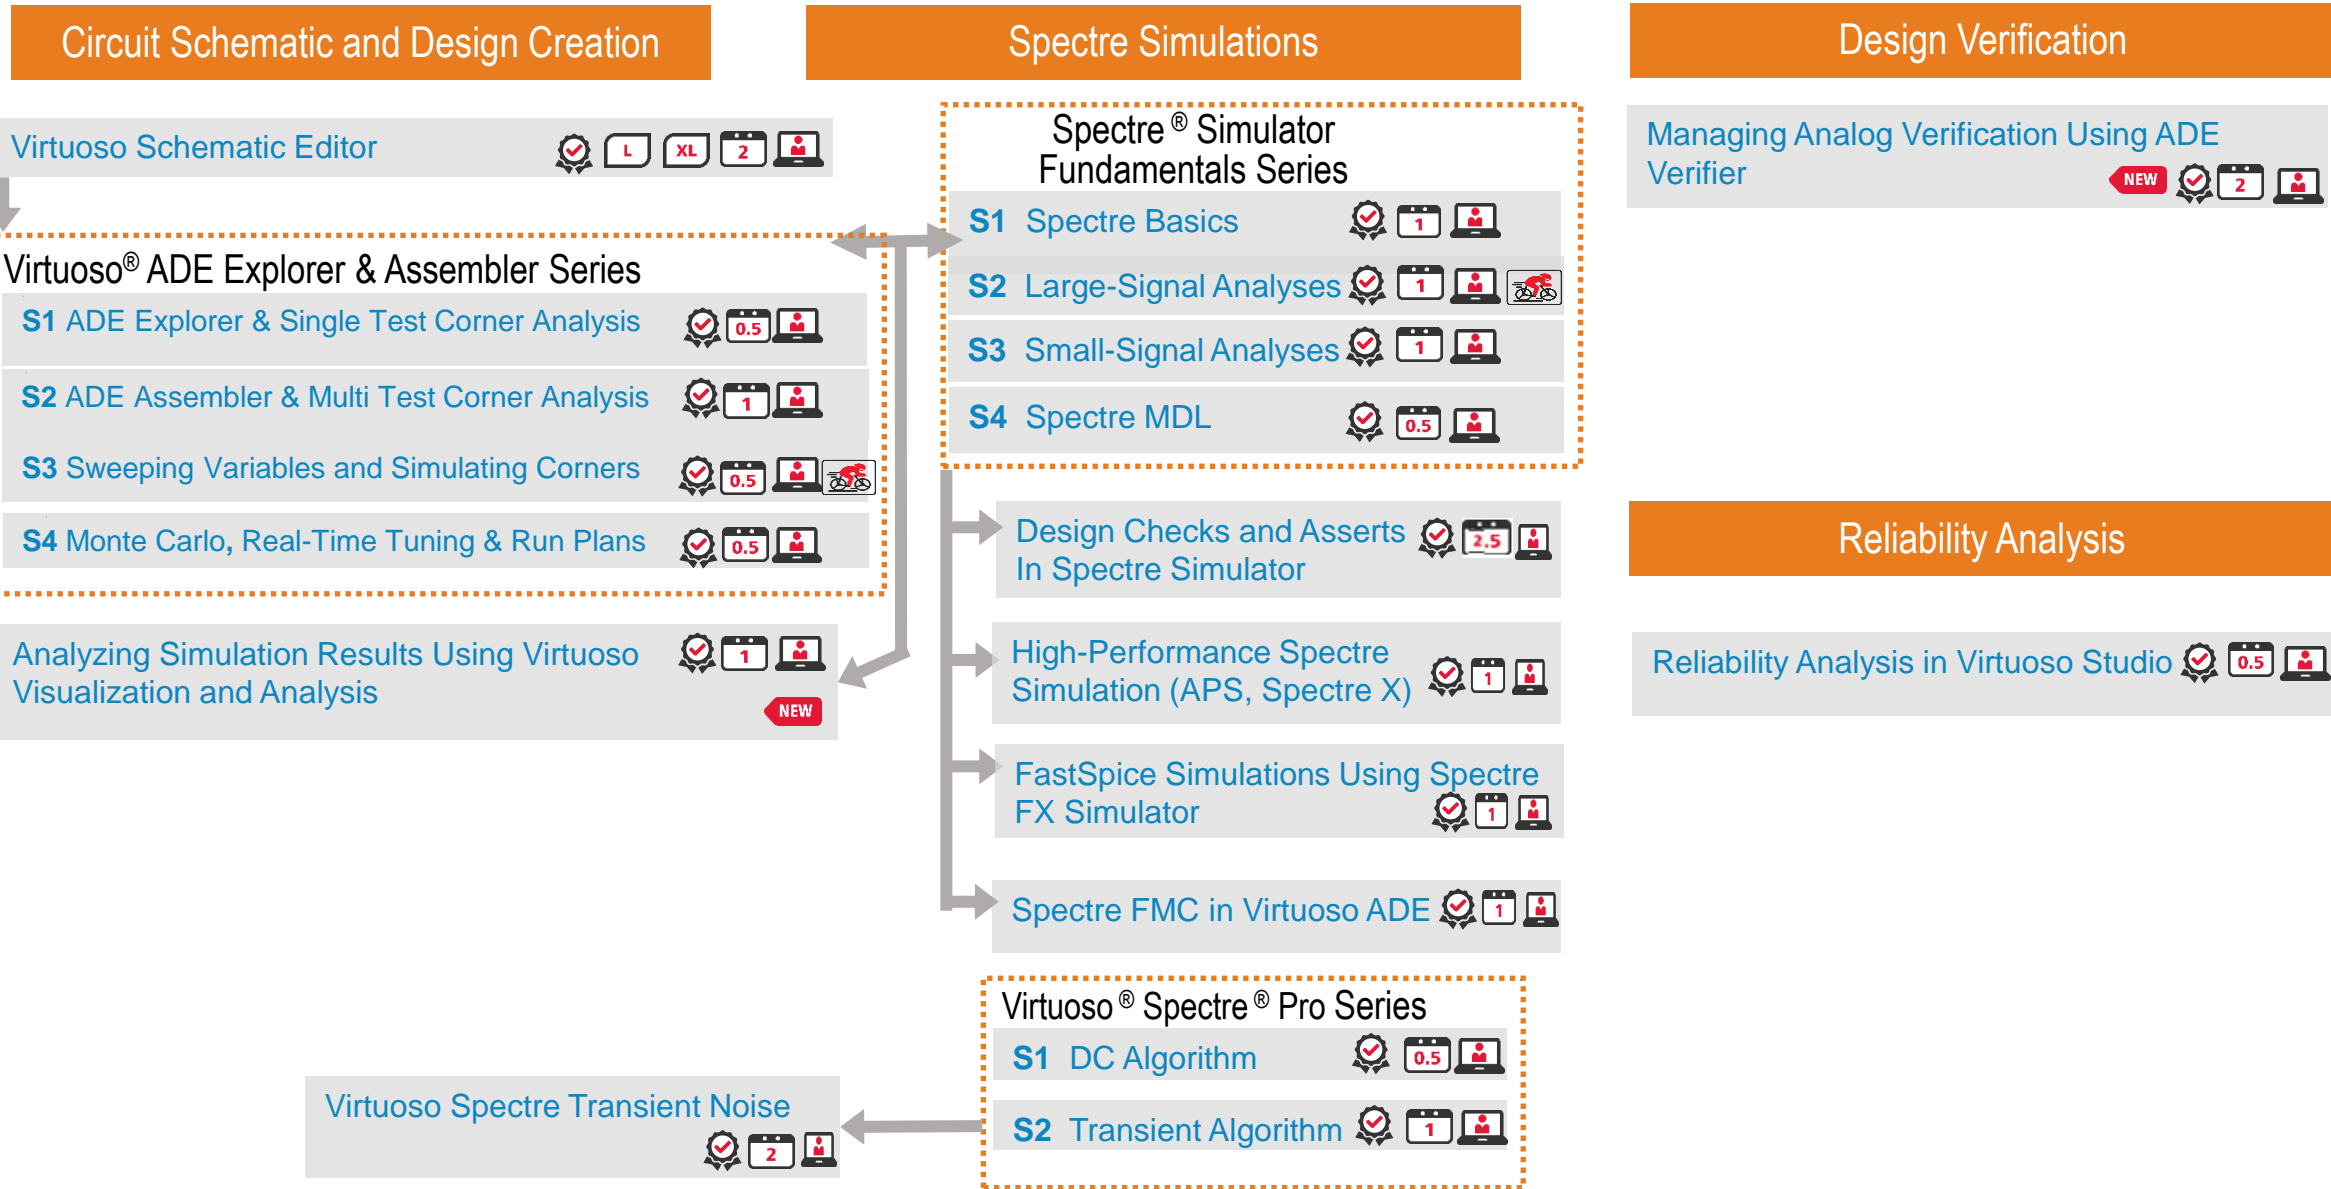 Circuit Schematic and Design Creation
Virtuoso Schematic Editor
L XL 2
Virtuoso® ADE Explorer & Assembler Series
S1 ADE Explorer & Single Test Corner Analysis 0.5
S2 ADE Assembler & Multi Test Corner Analysis 1
S3 Sweeping Variables and Simulating Corners 0.5
S4 Monte Carlo, Real-Time Tuning & Run Plans 0.5
Analyzing Simulation Results Using Virtuoso 1
Visualization and Analysis
NEW
Spectre Simulations
Spectre® Simulator
Fundamentals Series
S1 Spectre Basics 1
S2 Large-Signal Analyses 1
S3 Small-Signal Analyses 1
S4 Spectre MDL 0.5
Design Checks and Asserts 2.5
In Spectre Simulator
High-Performance Spectre
Simulation (APS, Spectre X) 1
FastSpice Simulations Using Spectre
FX Simulator 1
Spectre FMC in Virtuoso ADE 1
Virtuoso® Spectre® Pro Series
S1 DC Algorithm 0.5
S2 Transient Algorithm 1
Virtuoso Spectre Transient Noise
2
Design Verification
Managing Analog Verification Using ADE
Verifier NEW 2
Reliability Analysis
Reliability Analysis in Virtuoso Studio 0.5